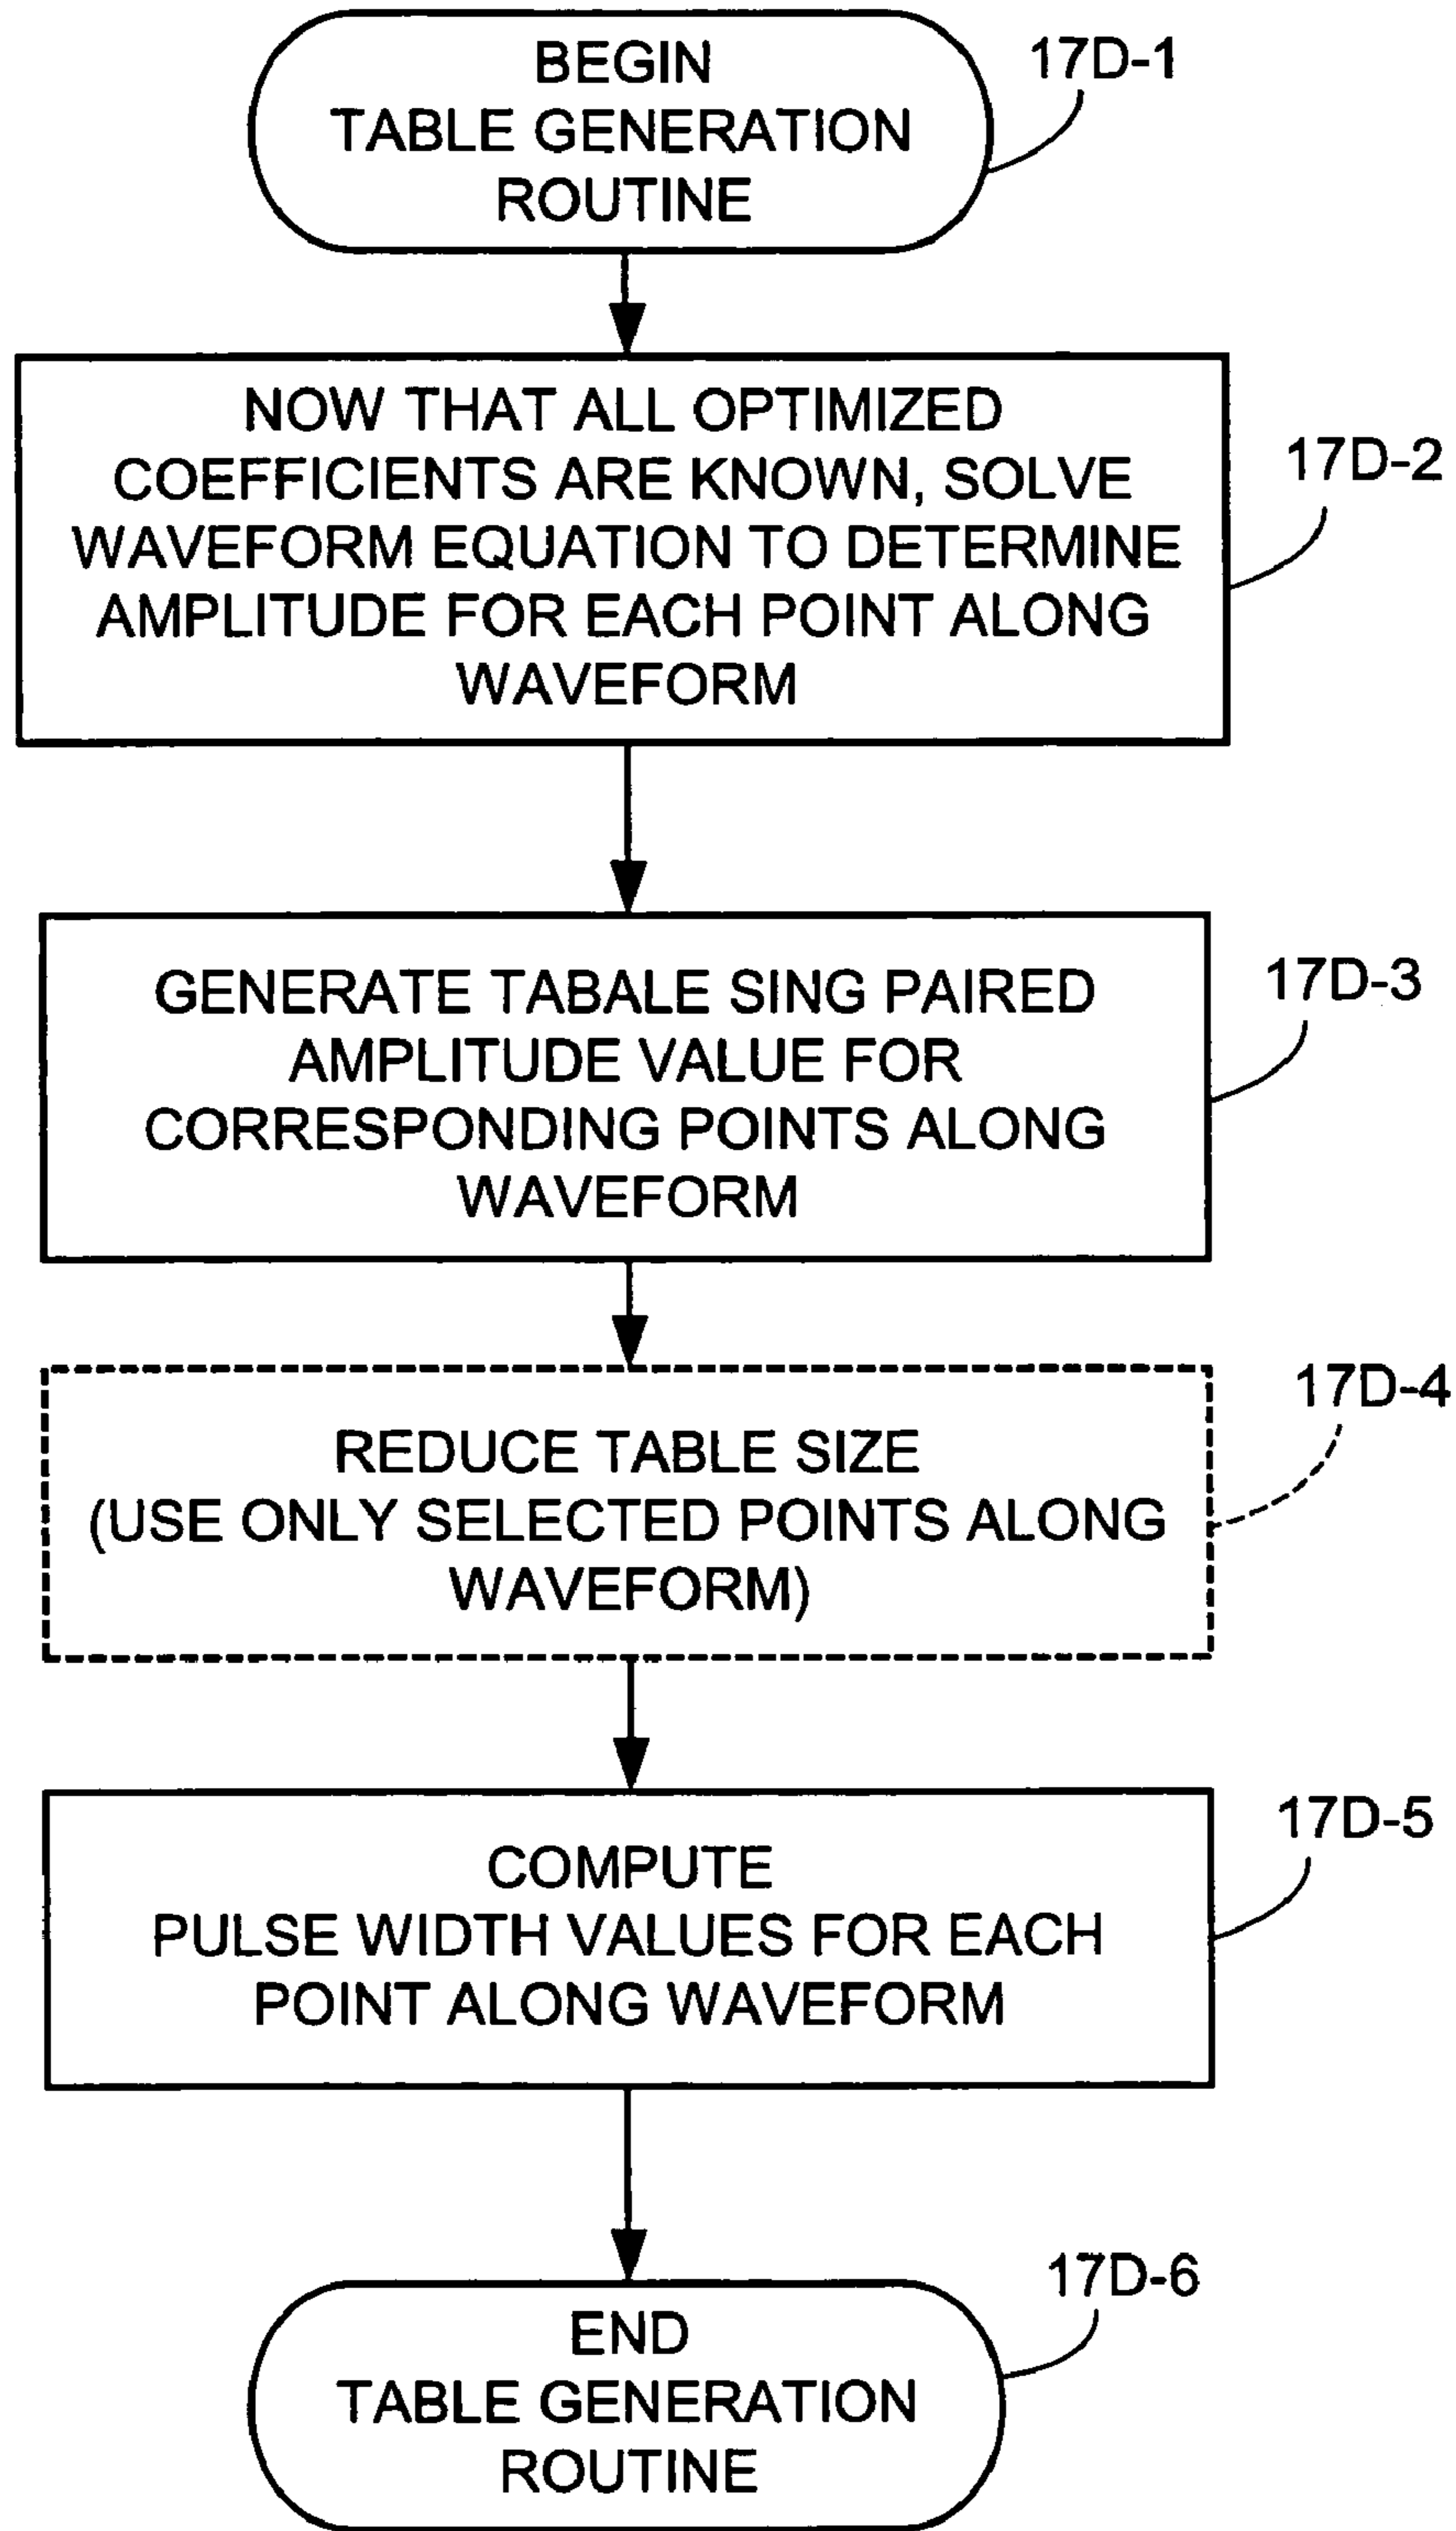 BEGIN
TABLE GENERATION
ROUTINE
17D-1
NOW THAT ALL OPTIMIZED
COEFFICIENTS ARE KNOWN, SOLVE
WAVEFORM EQUATION TO DETERMINE
AMPLITUDE FOR EACH POINT ALONG
WAVEFORM
17D-2
GENERATE TABALE SING PAIRED
AMPLITUDE VALUE FOR
CORRESPONDING POINTS ALONG
WAVEFORM
17D-3
REDUCE TABLE SIZE
(USE ONLY SELECTED POINTS ALONG
WAVEFORM)
17D-4
COMPUTE
PULSE WIDTH VALUES FOR EACH
POINT ALONG WAVEFORM
17D-5
END
TABLE GENERATION
ROUTINE
17D-6